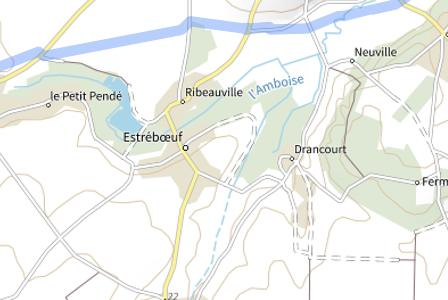 Neuville
l'Amboise
Ribeauville
le Petit Pendé
Estrébœuf
Drancourt
Ferm
22